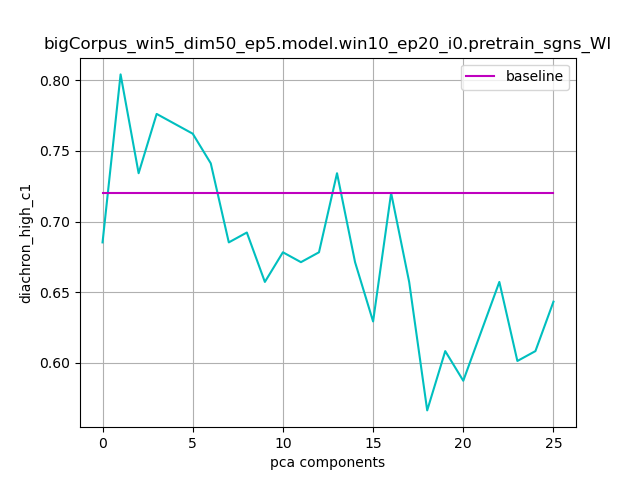 bigCorpus_win5_dim50_ep5.model.win10_ep20_i0.pretrain_sgns_WI
baseline
diachron_high_c1
0.80
0.75
0.70
0.65
0.60
0
5
10
15
20
25
pca components